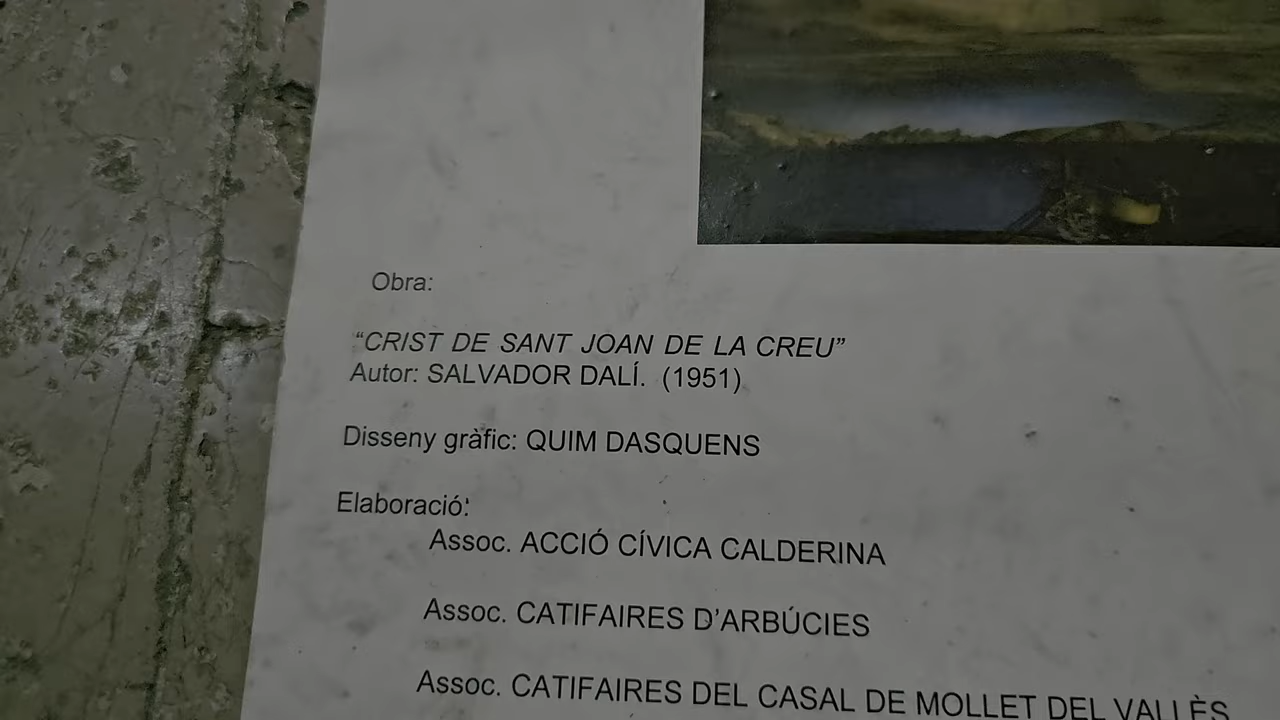 Obra:
“CRIST DE SANT JOAN DE LA CREU”
Autor: SALVADOR DALÍ. (1951)
Disseny gràfic: QUIM DASQUENS
Elaboració:
Assoc. ACCIÓ CÍVICA CALDERINA
Assoc. CATIFAIRES D’ARBÚCIES
Assoc. CATIFAIRES DEL CASAL DE MOLLET DEL VALLÈS